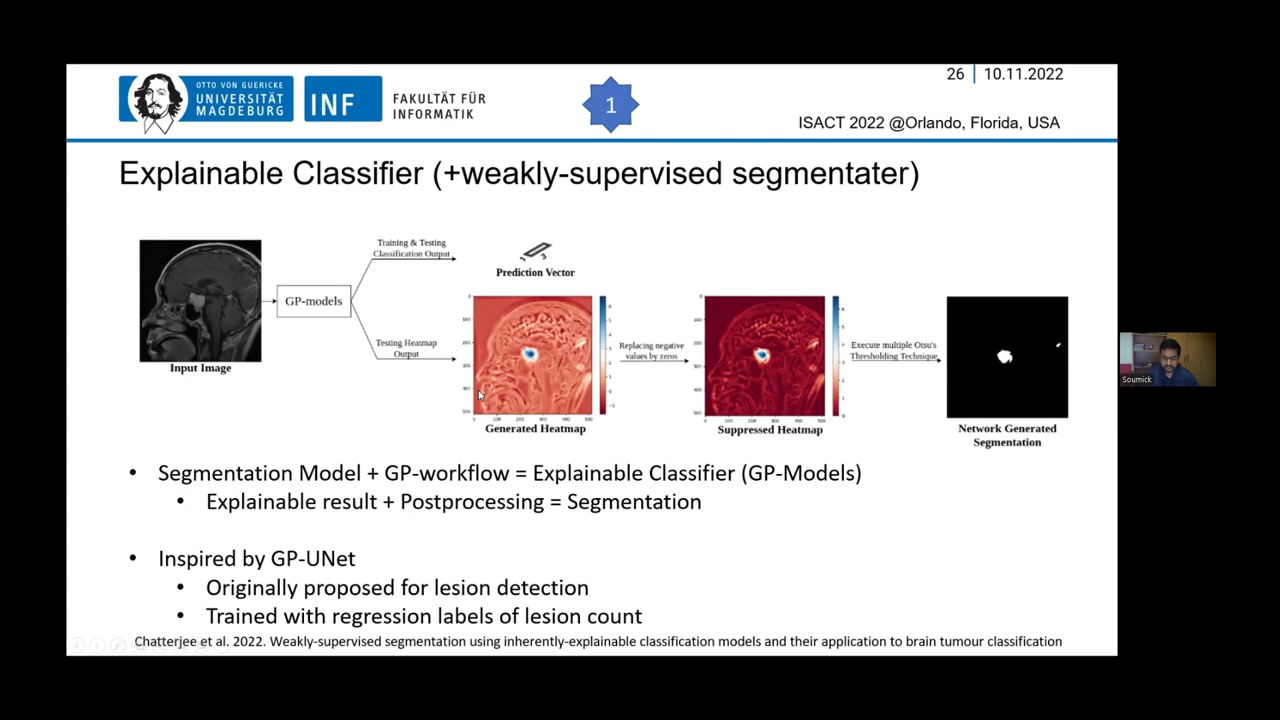 OTTO VON GUERICKE
UNIVERSITÄT
MAGDEBURG
INF
FAKULTÄT FÜR
INFORMATIK
1
26 | 10.11.2022
ISACT 2022 @Orlando, Florida, USA
Explainable Classifier (+weakly-supervised segmentater)
Input Image
GP-models
Training & Testing
Classification Output
Prediction Vector
Testing Heatmap
Output
Generated Heatmap
Replacing negative
values by zeros
Suppressed Heatmap
Execute multiple Otsu's
Thresholding Technique
Network Generated
Segmentation
• Segmentation Model + GP-workflow = Explainable Classifier (GP-Models)
• Explainable result + Postprocessing = Segmentation
• Inspired by GP-UNet
• Originally proposed for lesion detection
• Trained with regression labels of lesion count
Chatterjee et al. 2022. Weakly-supervised segmentation using inherently-explainable classification models and their application to brain tumour classification
Soumick